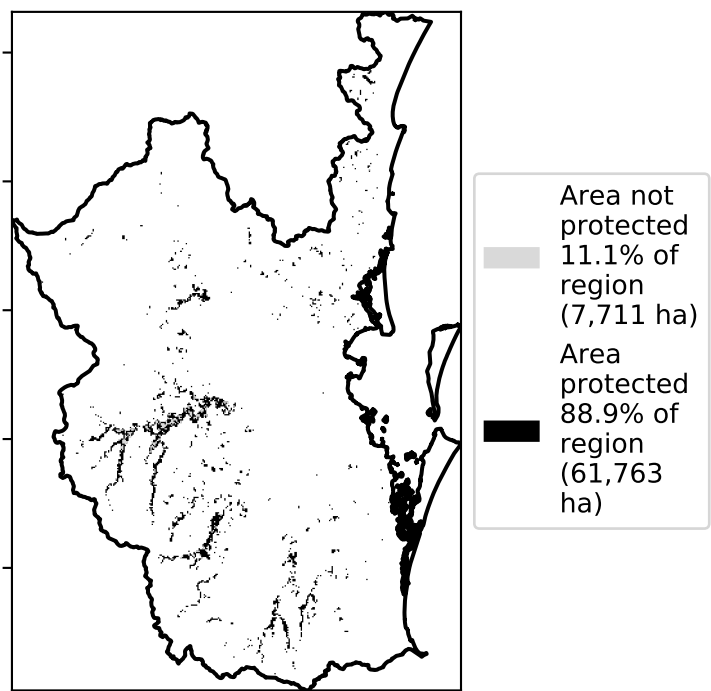 Area not
protected
11.1% of
region
(7,711 ha)
Area
protected
88.9% of
region
(61,763
ha)